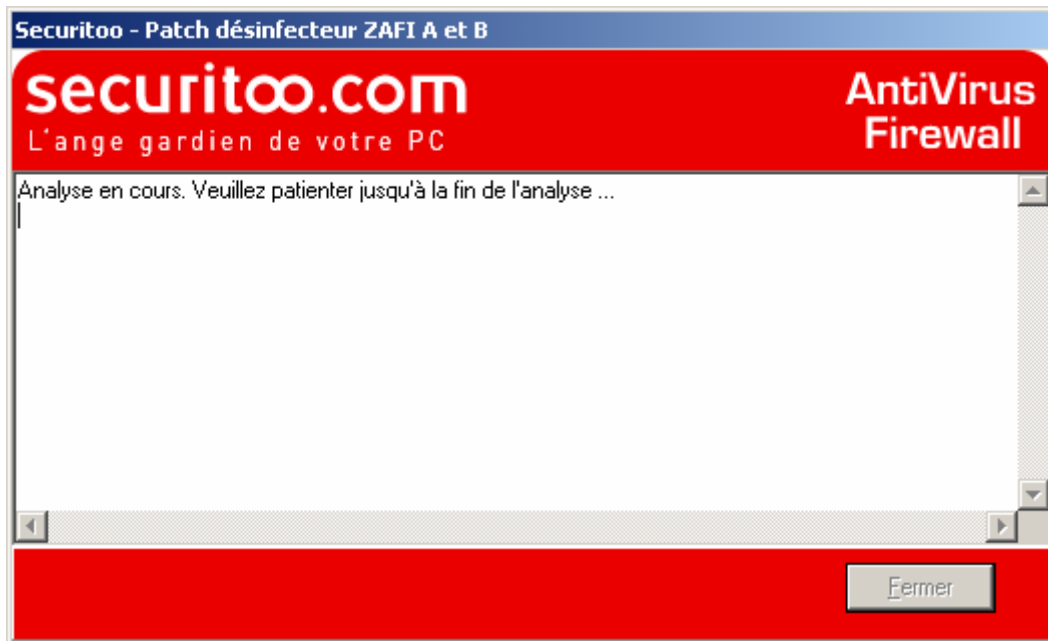 Securitoo - Patch désinfecteur ZAFI A et B
securitoo.com
L'ange gardien de votre PC
AntiVirus
Firewall
Analyse en cours. Veuillez patienter jusqu'à la fin de l'analyse ...
Fermer